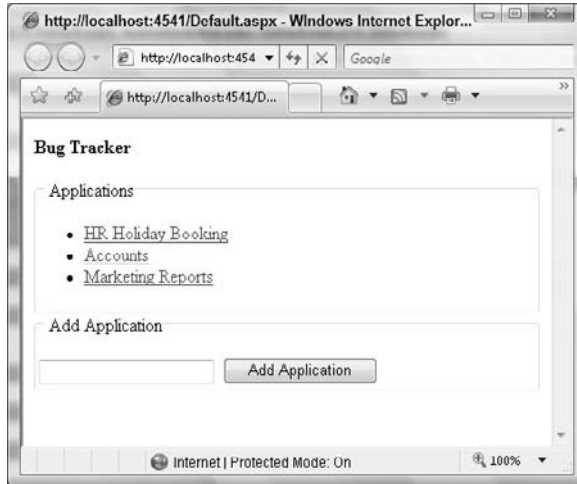 http://localhost:4541/Default.aspx - Windows Internet Explor...
http://localhost:454
Google
http://localhost:4541/D...
Bug Tracker
Applications
HR Holiday Booking
Accounts
Marketing Reports
Add Application
Add Application
Internet | Protected Mode: On
100%